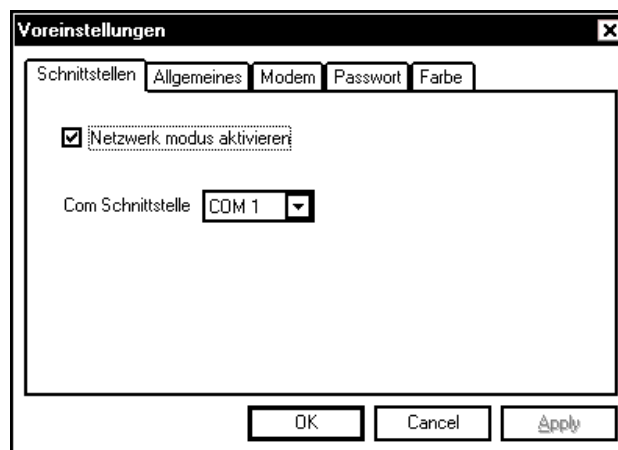 Voreinstellungen
Schnittstellen Allgemeines Modem Passwort Farbe
Netzwerk modus aktivieren
Com Schnittstelle COM 1
OK Cancel Apply